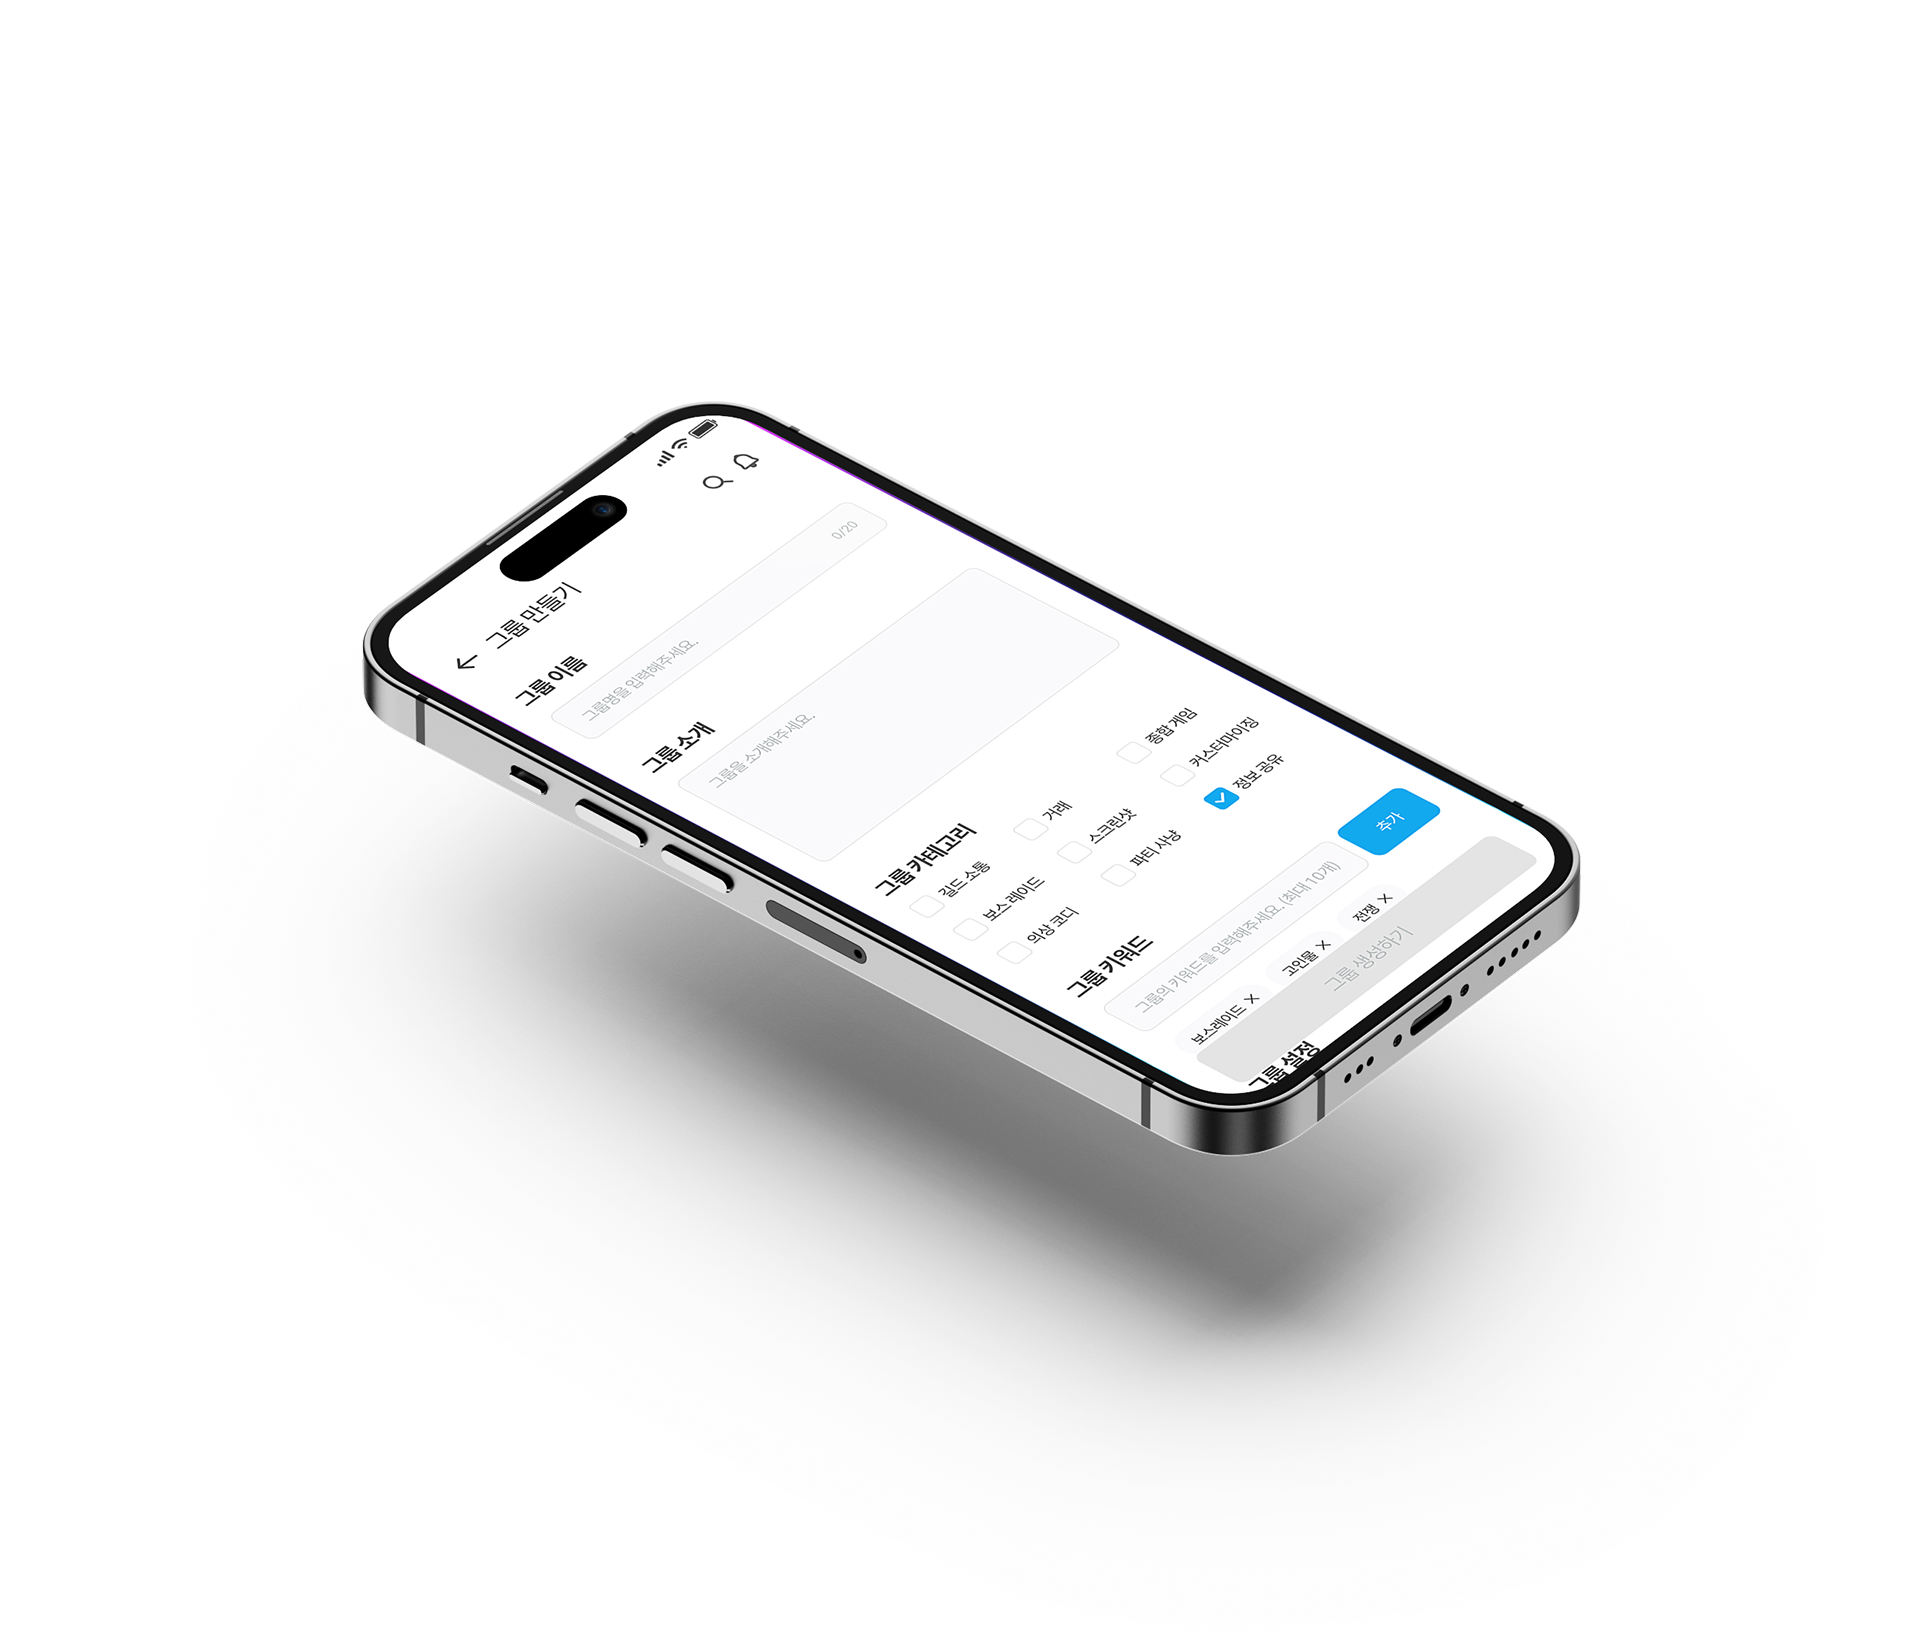 그룹 만들기
그룹 이름
그룹명을 입력해주세요. 0/20
그룹 소개
그룹을 소개해주세요.
그룹 카테고리
길드 소통 거래 종합 게임
보스 레이드 스크린샷 커스터마이징
의상 코디 파티 사냥 정보 공유
그룹 키워드
그룹의 키워드를 입력해주세요. (최대 10개) 추가
보스레이드 고인물 전쟁
그룹 생성하기
그룹 설정